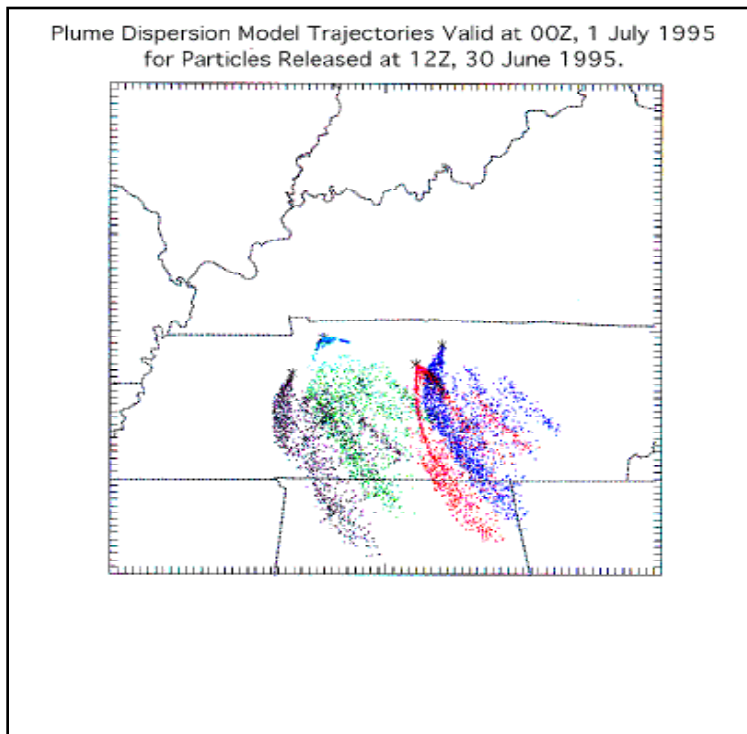 Plume Dispersion Model Trajectories Valid at 00Z, 1 July 1995
for Particles Released at 12Z, 30 June 1995.